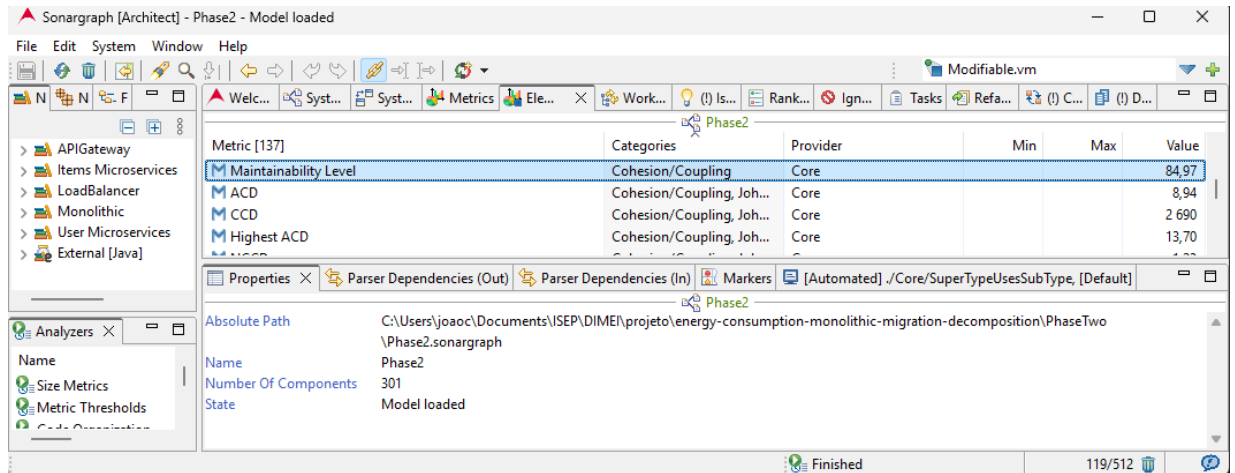 Sonargraph [Architect] - Phase2 - Model loaded
File Edit System Window Help
Modifiable.vm
N N F
Welc... Syst... Syst... Metrics Ele... Work... (!) Is... Rank... Ign... Tasks Refa... (!) C... (!) D...
Phase2
Metric [137] Categories Provider Min Max Value
Maintainability Level Cohesion/Coupling Core 84,97
ACD Cohesion/Coupling, Joh... Core 8,94
CCD Cohesion/Coupling, Joh... Core 2 690
Highest ACD Cohesion/Coupling, Joh... Core 13,70
APIGateway
Items Microservices
LoadBalancer
Monolithic
User Microservices
External [Java]
Properties Parser Dependencies (Out) Parser Dependencies (In) Markers [Automated] ./Core/SuperTypeUsesSubType, [Default]
Phase2
Absolute Path C:\Users\joaoc\Documents\ISEP\DIMEI\projeto\energy-consumption-monolithic-migration-decomposition\PhaseTwo
\Phase2.sonargraph
Name Phase2
Number Of Components 301
State Model loaded
Analyzers
Name
Size Metrics
Metric Thresholds
Finished 119/512